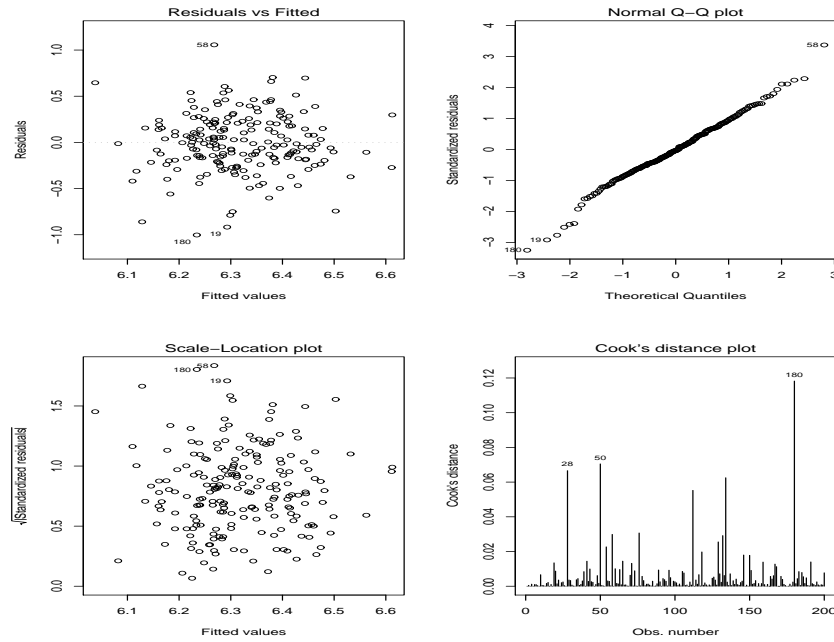 Residuals vs Fitted
Residuals
1.0
0.5
0.0
−0.5
−1.0
58
19
180
6.1 6.2 6.3 6.4 6.5 6.6
Fitted values
Normal Q−Q plot
Standardized residuals
4
3
2
1
0
−1
−2
−3
58
19
180
−3 −2 −1 0 1 2 3
Theoretical Quantiles
Scale−Location plot
√|Standardized residuals|
1.5
1.0
0.5
0.0
58
180
19
6.1 6.2 6.3 6.4 6.5 6.6
Fitted values
Cook's distance plot
Cook's distance
0.12
0.10
0.08
0.06
0.04
0.02
0.00
180
50
28
0 50 100 150 200
Obs. number